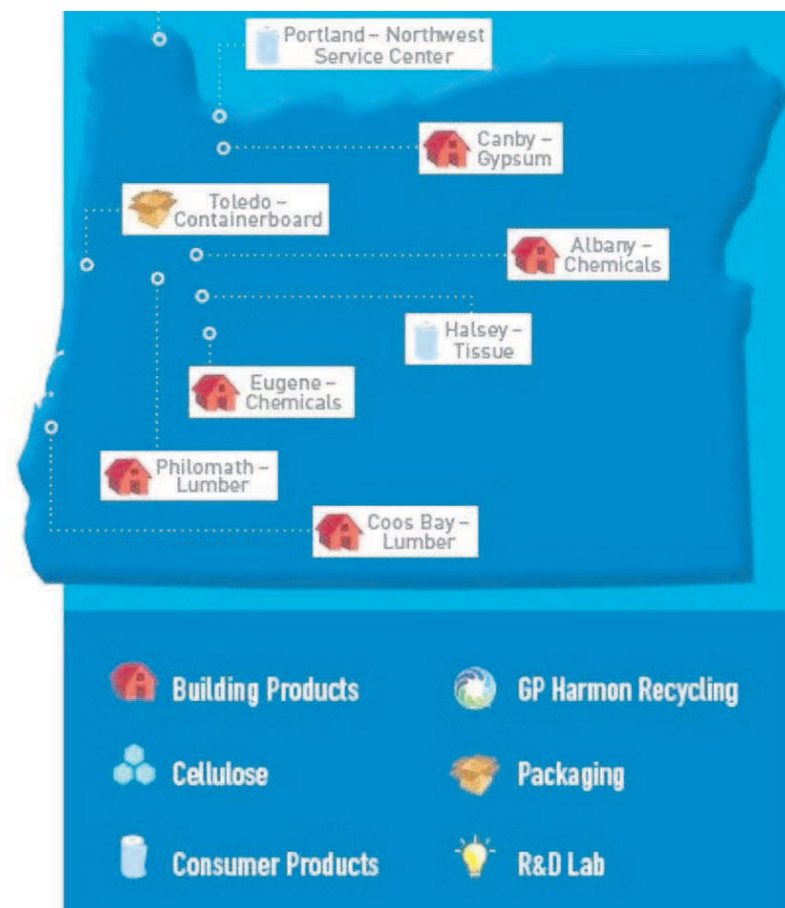 Portland – Northwest
Service Center
Canby –
Gypsum
Toledo –
Containerboard
Albany –
Chemicals
Halsey –
Tissue
Eugene –
Chemicals
Philomath –
Lumber
Coos Bay –
Lumber
Building Products
GP Harmon Recycling
Cellulose
Packaging
Consumer Products
R&D Lab